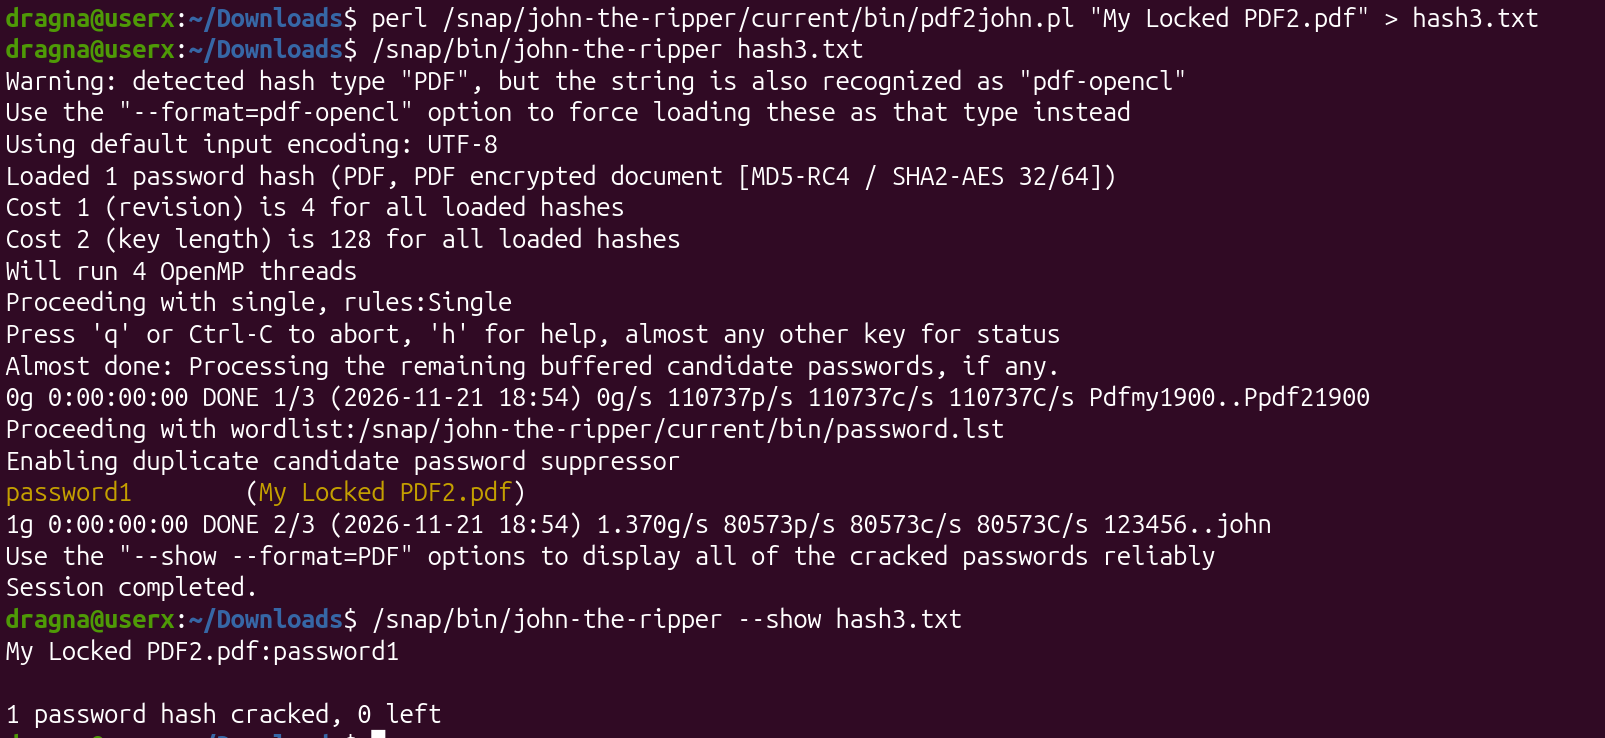 dragna@userx:~/Downloads$ perl /snap/john-the-ripper/current/bin/pdf2john.pl "My Locked PDF2.pdf" > hash3.txt
dragna@userx:~/Downloads$ /snap/bin/john-the-ripper hash3.txt
Warning: detected hash type "PDF", but the string is also recognized as "pdf-opencl"
Use the "--format=pdf-opencl" option to force loading these as that type instead
Using default input encoding: UTF-8
Loaded 1 password hash (PDF, PDF encrypted document [MD5-RC4 / SHA2-AES 32/64])
Cost 1 (revision) is 4 for all loaded hashes
Cost 2 (key length) is 128 for all loaded hashes
Will run 4 OpenMP threads
Proceeding with single, rules:Single
Press 'q' or Ctrl-C to abort, 'h' for help, almost any other key for status
Almost done: Processing the remaining buffered candidate passwords, if any.
0g 0:00:00:00 DONE 1/3 (2026-11-21 18:54) 0g/s 110737p/s 110737c/s 110737C/s Pdfmy1900..Ppdf21900
Proceeding with wordlist:/snap/john-the-ripper/current/bin/password.lst
Enabling duplicate candidate password suppressor
password1        (My Locked PDF2.pdf)
1g 0:00:00:00 DONE 2/3 (2026-11-21 18:54) 1.370g/s 80573p/s 80573c/s 80573C/s 123456..john
Use the "--show --format=PDF" options to display all of the cracked passwords reliably
Session completed.
dragna@userx:~/Downloads$ /snap/bin/john-the-ripper --show hash3.txt
My Locked PDF2.pdf:password1
1 password hash cracked, 0 left